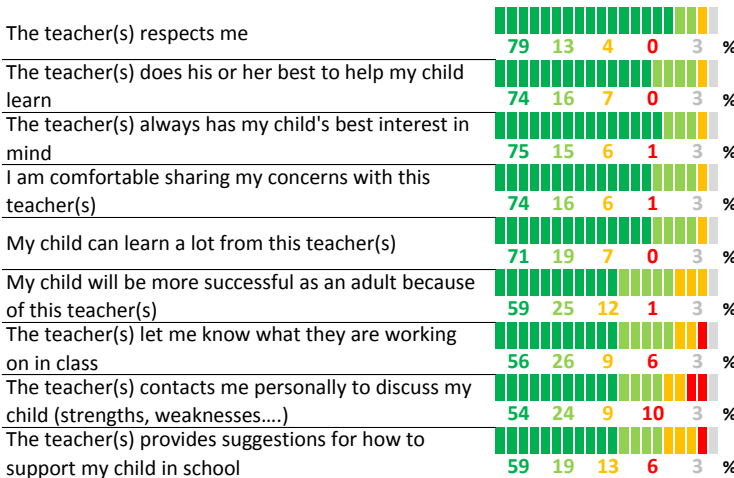 The teacher(s) respects me
79 13 4 0 3 %
The teacher(s) does his or her best to help my child
learn
74 16 7 0 3 %
The teacher(s) always has my child's best interest in
mind
75 15 6 1 3 %
I am comfortable sharing my concerns with this
teacher(s)
74 16 6 1 3 %
My child can learn a lot from this teacher(s)
71 19 7 0 3 %
My child will be more successful as an adult because
of this teacher(s)
59 25 12 1 3 %
The teacher(s) let me know what they are working
on in class
56 26 9 6 3 %
The teacher(s) contacts me personally to discuss my
child (strengths, weaknesses....)
54 24 9 10 3 %
The teacher(s) provides suggestions for how to
support my child in school
59 19 13 6 3 %